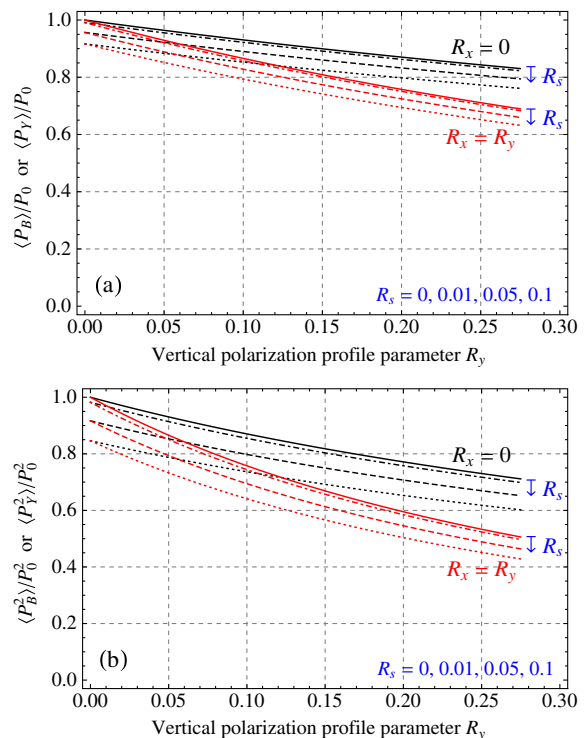 1.0
0.8
0.6
0.4
0.2
0.0
⟨P_B⟩/P_0 or ⟨P_Y⟩/P_0
R_x = 0
R_s
R_s
R_x = R_y
(a)
R_s = 0, 0.01, 0.05, 0.1
0.00 0.05 0.10 0.15 0.20 0.25 0.30
Vertical polarization profile parameter R_y
1.0
0.8
0.6
0.4
0.2
0.0
⟨P_B^2⟩/P_0^2 or ⟨P_Y^2⟩/P_0^2
R_x = 0
R_s
R_s
R_x = R_y
(b)
R_s = 0, 0.01, 0.05, 0.1
0.00 0.05 0.10 0.15 0.20 0.25 0.30
Vertical polarization profile parameter R_y